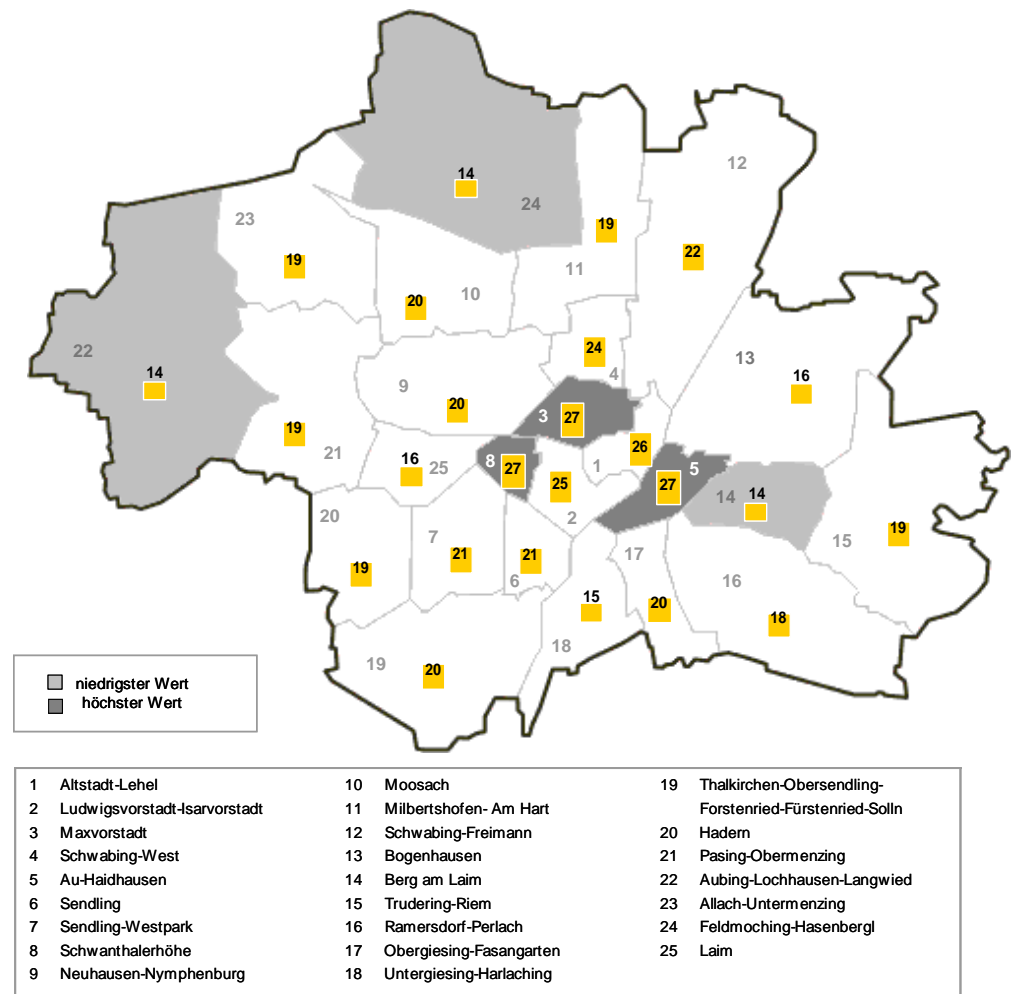 12
14
24
23
19
11
22
19
10
20
22
24
13
4
16
14
9
3
27
20
19
21
16
25
8
27
1
26
5
27
25
2
14
14
20
7
21
21
6
17
15
19
19
16
15
20
18
18
19
20
niedrigster Wert
höchster Wert
1 Altstadt-Lehel
2 Ludwigsvorstadt-Isarvorstadt
3 Maxvorstadt
4 Schwabing-West
5 Au-Haidhausen
6 Sendling
7 Sendling-Westpark
8 Schwanthalerhöhe
9 Neuhausen-Nymphenburg
10 Moosach
11 Milbertshofen- Am Hart
12 Schwabing-Freimann
13 Bogenhausen
14 Berg am Laim
15 Trudering-Riem
16 Ramersdorf-Perlach
17 Obergiesing-Fasangarten
18 Untergiesing-Harlaching
19 Thalkirchen-Obersendling-
Forstenried-Fürstenried-Solln
20 Hadern
21 Pasing-Obermenzing
22 Aubing-Lochhausen-Langwied
23 Allach-Untermenzing
24 Feldmoching-Hasenbergl
25 Laim